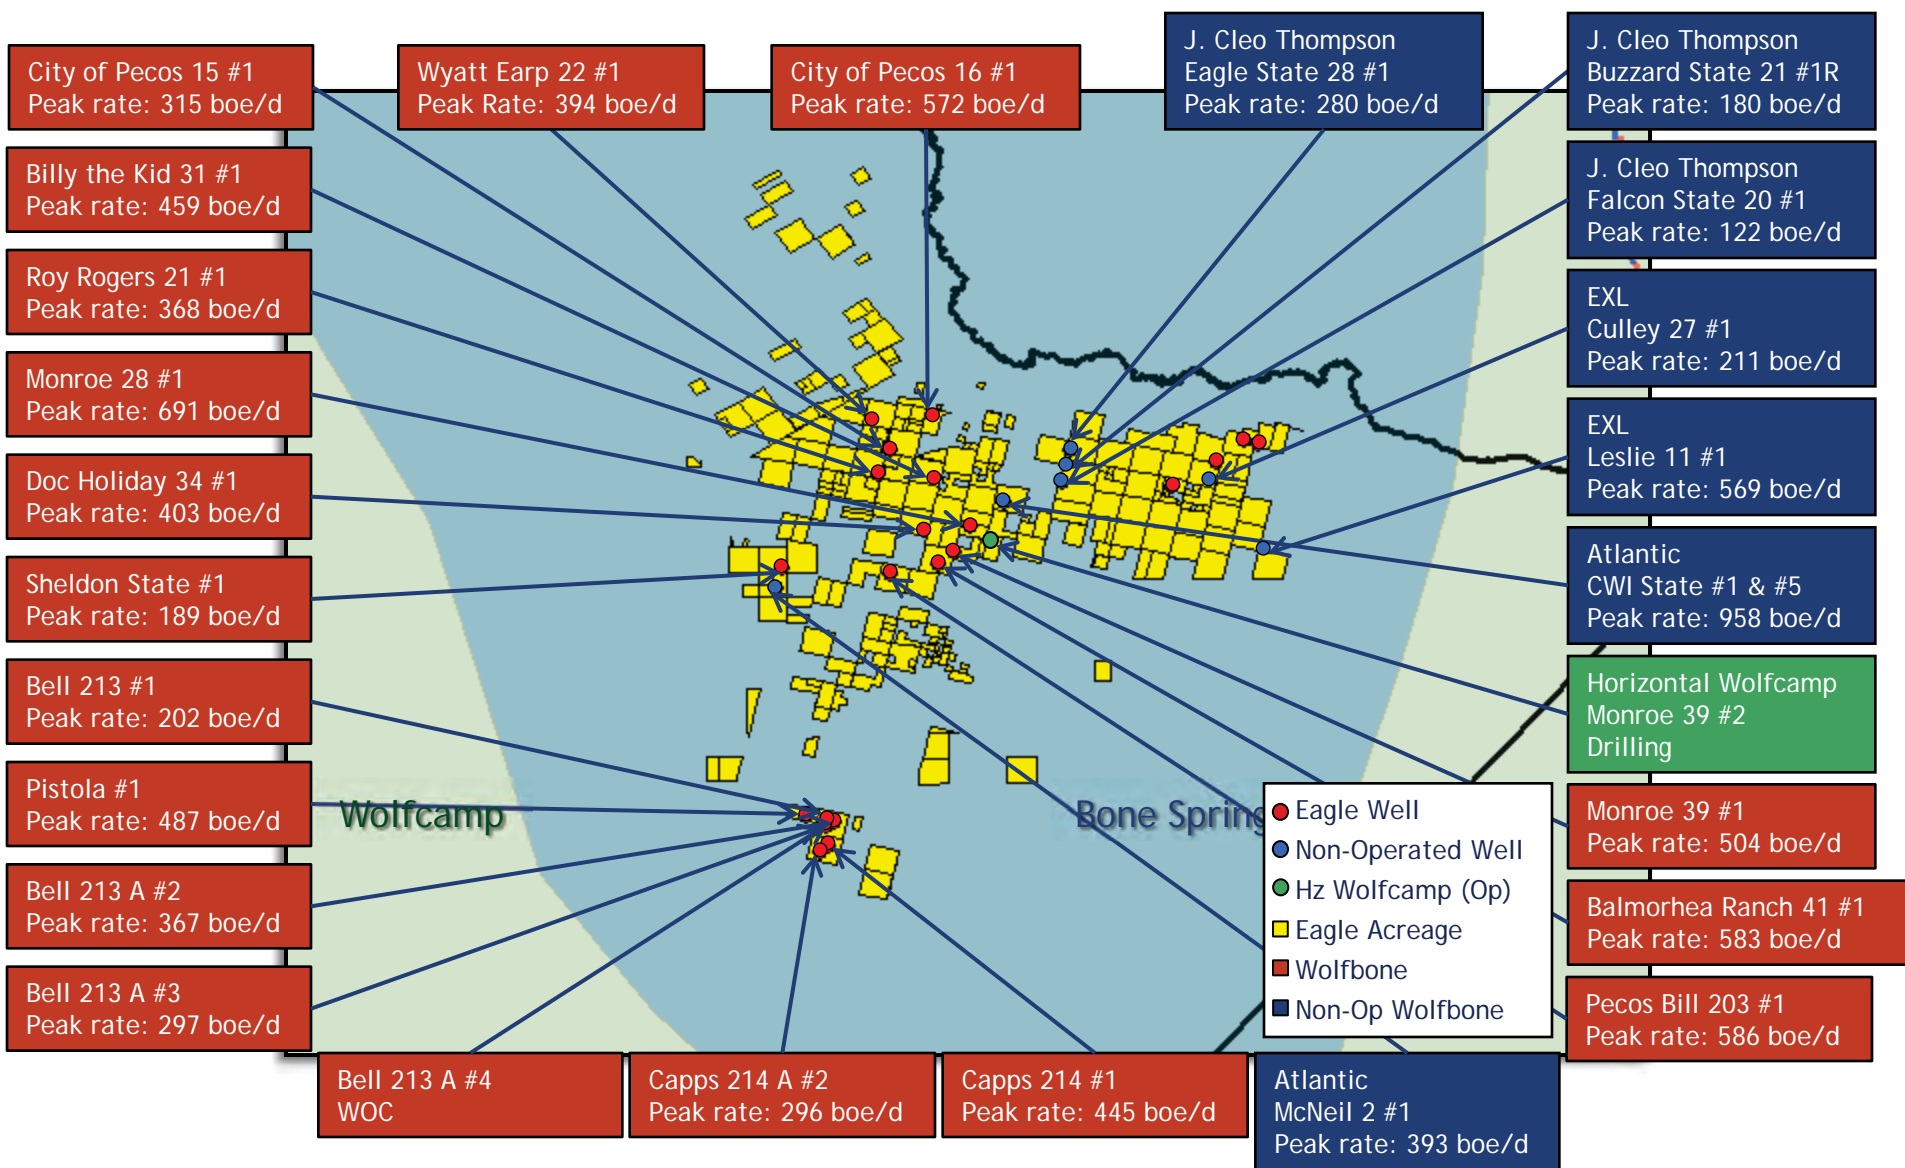 City of Pecos 15 #1
Peak rate: 315 boe/d
Wyatt Earp 22 #1
Peak Rate: 394 boe/d
City of Pecos 16 #1
Peak rate: 572 boe/d
J. Cleo Thompson
Eagle State 28 #1
Peak rate: 280 boe/d
J. Cleo Thompson
Buzzard State 21 #1R
Peak rate: 180 boe/d
Billy the Kid 31 #1
Peak rate: 459 boe/d
Roy Rogers 21 #1
Peak rate: 368 boe/d
Monroe 28 #1
Peak rate: 691 boe/d
Doc Holiday 34 #1
Peak rate: 403 boe/d
Sheldon State #1
Peak rate: 189 boe/d
Bell 213 #1
Peak rate: 202 boe/d
Pistola #1
Peak rate: 487 boe/d
Bell 213 A #2
Peak rate: 367 boe/d
Bell 213 A #3
Peak rate: 297 boe/d
J. Cleo Thompson
Falcon State 20 #1
Peak rate: 122 boe/d
EXL
Culley 27 #1
Peak rate: 211 boe/d
EXL
Leslie 11 #1
Peak rate: 569 boe/d
Atlantic
CWI State #1 & #5
Peak rate: 958 boe/d
Horizontal Wolfcamp
Monroe 39 #2
Drilling
Monroe 39 #1
Peak rate: 504 boe/d
Balmorhea Ranch 41 #1
Peak rate: 583 boe/d
Pecos Bill 203 #1
Peak rate: 586 boe/d
Wolfcamp
Bone Spring
Eagle Well
Non-Operated Well
Hz Wolfcamp (Op)
Eagle Acreage
Wolfbone
Non-Op Wolfbone
Bell 213 A #4
WOC
Capps 214 A #2
Peak rate: 296 boe/d
Capps 214 #1
Peak rate: 445 boe/d
Atlantic
McNeil 2 #1
Peak rate: 393 boe/d